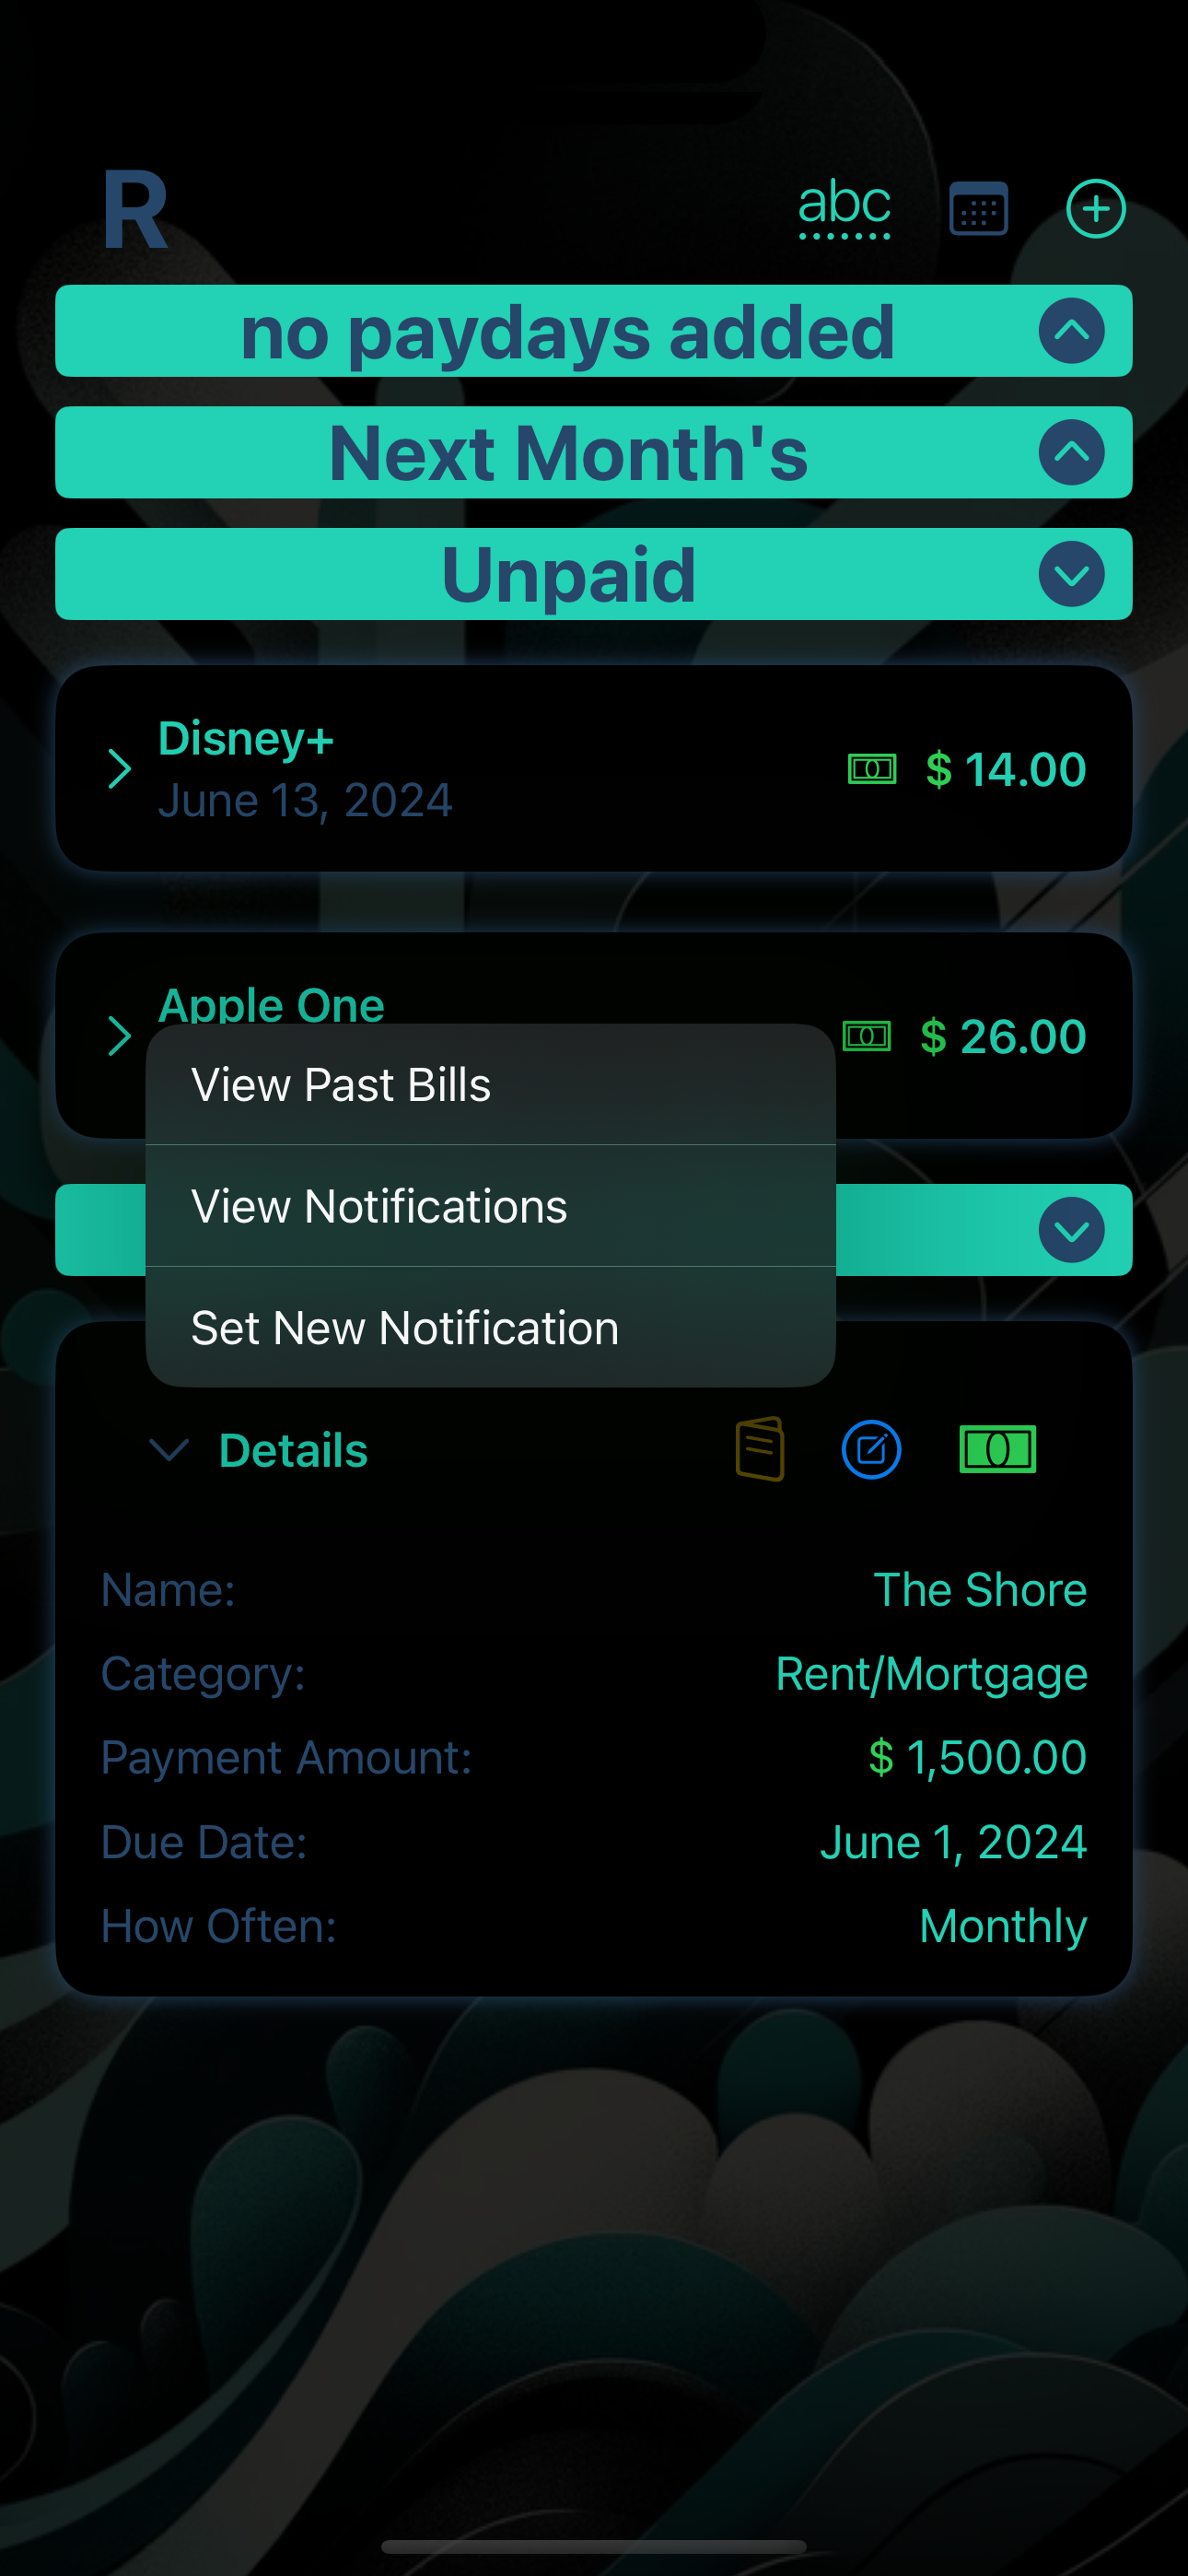 R
abc
no paydays added
Next Month's
Unpaid
Disney+
June 13, 2024
$ 14.00
Apple One
$ 26.00
View Past Bills
View Notifications
Set New Notification
Details
Name: The Shore
Category: Rent/Mortgage
Payment Amount: $ 1,500.00
Due Date: June 1, 2024
How Often: Monthly